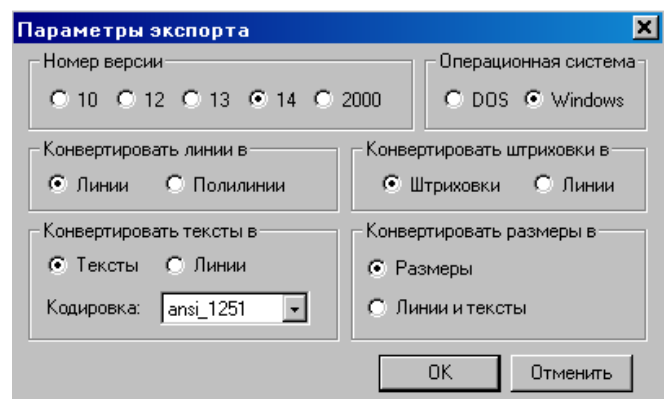 Параметры экспорта
Номер версии
10 12 13 14 2000
Операционная система
DOS Windows
Конвертировать линии в
Линии Полилинии
Конвертировать штриховки в
Штриховки Линии
Конвертировать тексты в
Тексты Линии
Кодировка: ansi_1251
Конвертировать размеры в
Размеры
Линии и тексты
OK Отменить